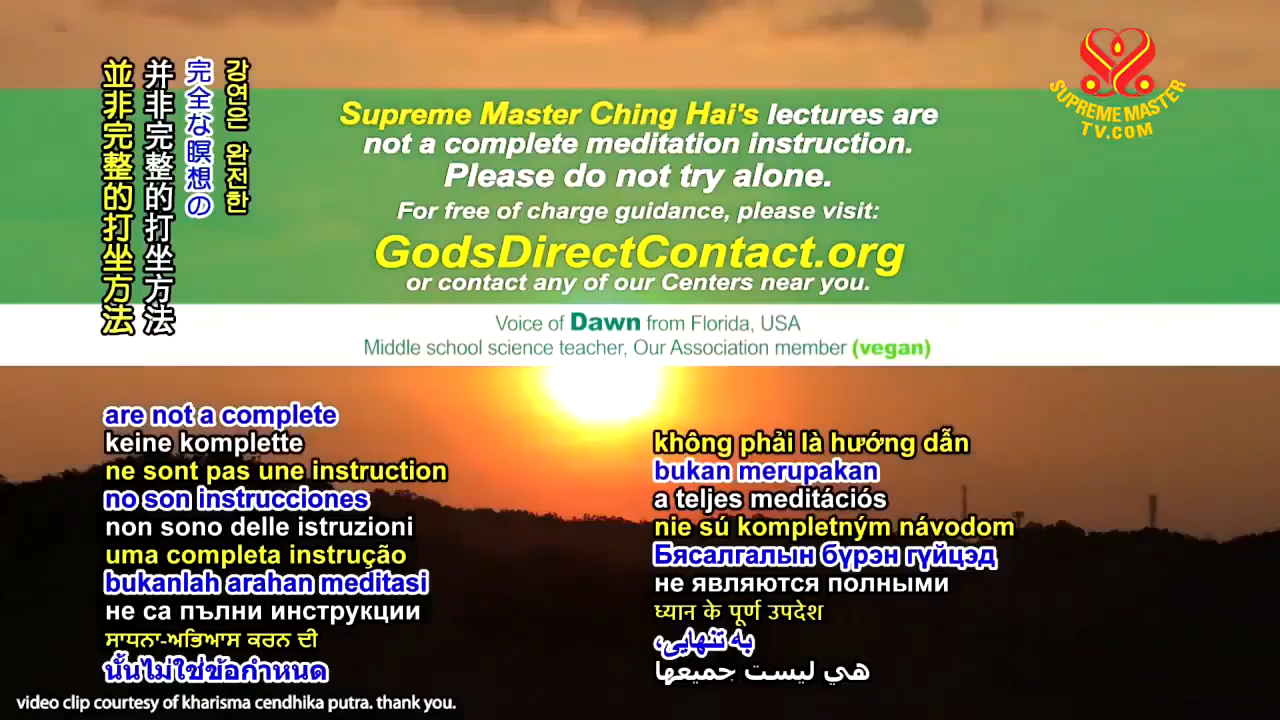 並非完整的打坐方法
并非完整的打坐方法
完全な瞑想の
강연은 완전한
Supreme Master Ching Hai's lectures are
not a complete meditation instruction.
Please do not try alone.
For free of charge guidance, please visit:
GodsDirectContact.org
or contact any of our Centers near you.
SUPREME MASTER
TV.COM
Voice of Dawn from Florida, USA
Middle school science teacher, Our Association member (vegan)
are not a complete
keine komplette
ne sont pas une instruction
no son instrucciones
non sono delle istruzioni
uma completa instrução
bukanlah arahan meditasi
не са пълни инструкции
ਸਾਧਨਾ-ਅਭਿਆਸ ਕਰਨ ਦੀ
นั้นไม่ใช่ข้อกำหนด
không phải là hướng dẫn
bukan merupakan
a teljes meditációs
nie sú kompletným návodom
Бясалгалын бүрэн гүйцэд
не являются полными
ध्यान के पूर्ण उपदेश
به تنهایی،
هي ليست جميعها
video clip courtesy of kharisma cendhika putra. thank you.